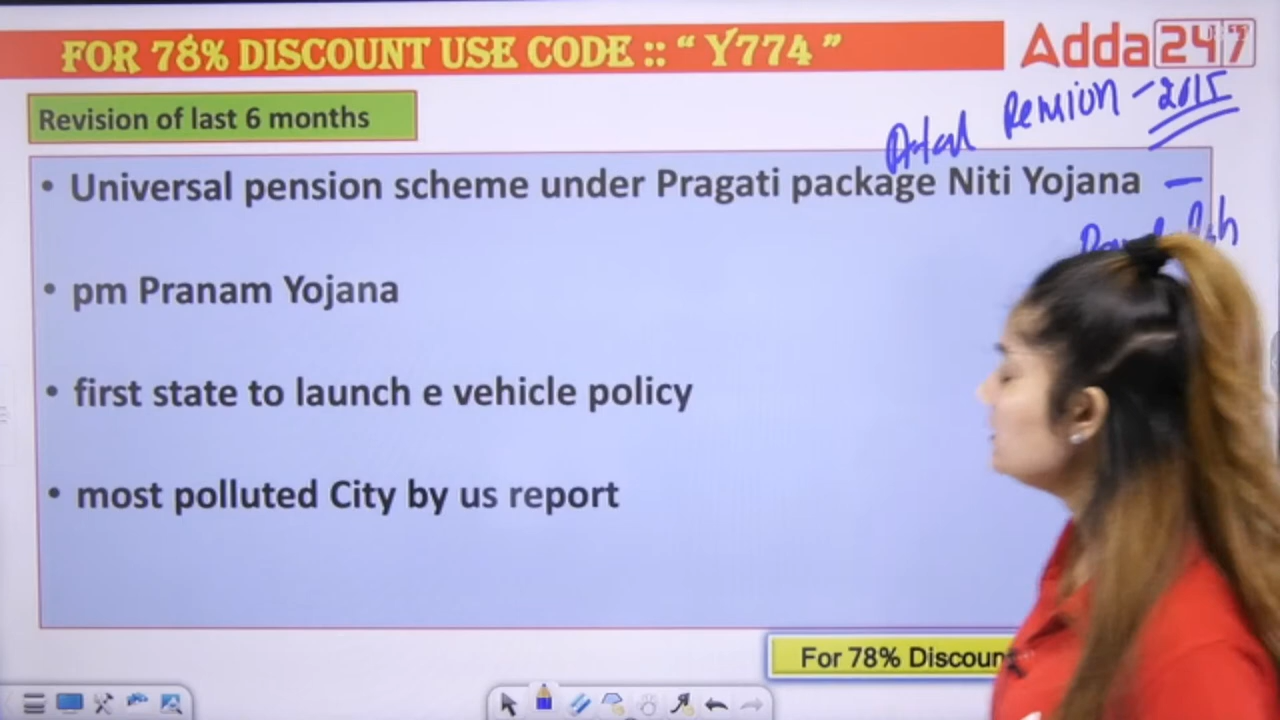 FOR 78% DISCOUNT USE CODE :: “ Y774 ”
Adda 247
Revision of last 6 months
Pension - 2015
• Universal pension scheme under Pragati package Niti Yojana
• pm Pranam Yojana
• first state to launch e vehicle policy
• most polluted City by us report
For 78% Discoun